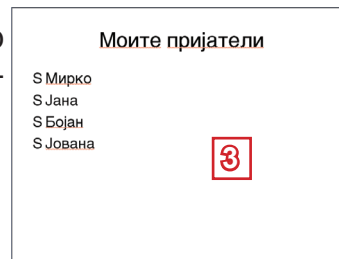 Моите пријатели
S Мирко
S Јана
S Бојан
S Јована
3